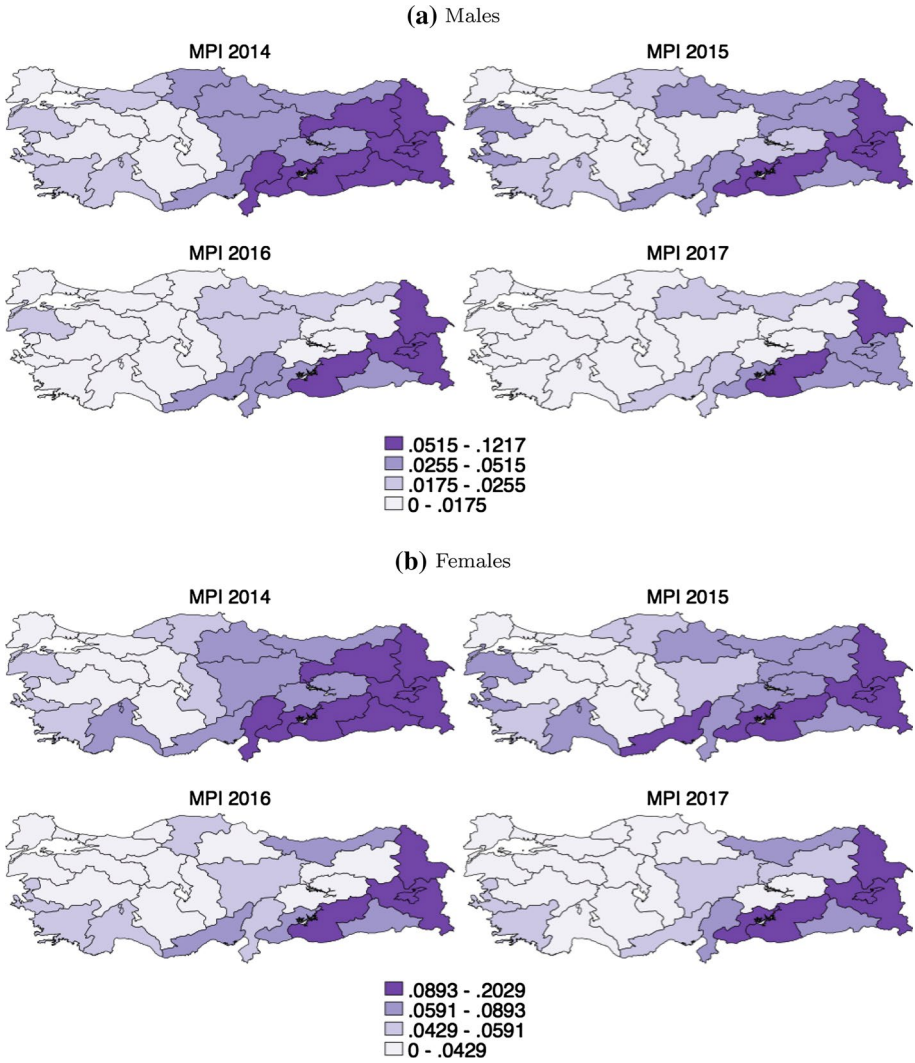 (a) Males
MPI 2014
MPI 2015
MPI 2016
MPI 2017
.0515 - .1217
.0255 - .0515
.0175 - .0255
0 - .0175
(b) Females
MPI 2014
MPI 2015
MPI 2016
MPI 2017
.0893 - .2029
.0591 - .0893
.0429 - .0591
0 - .0429